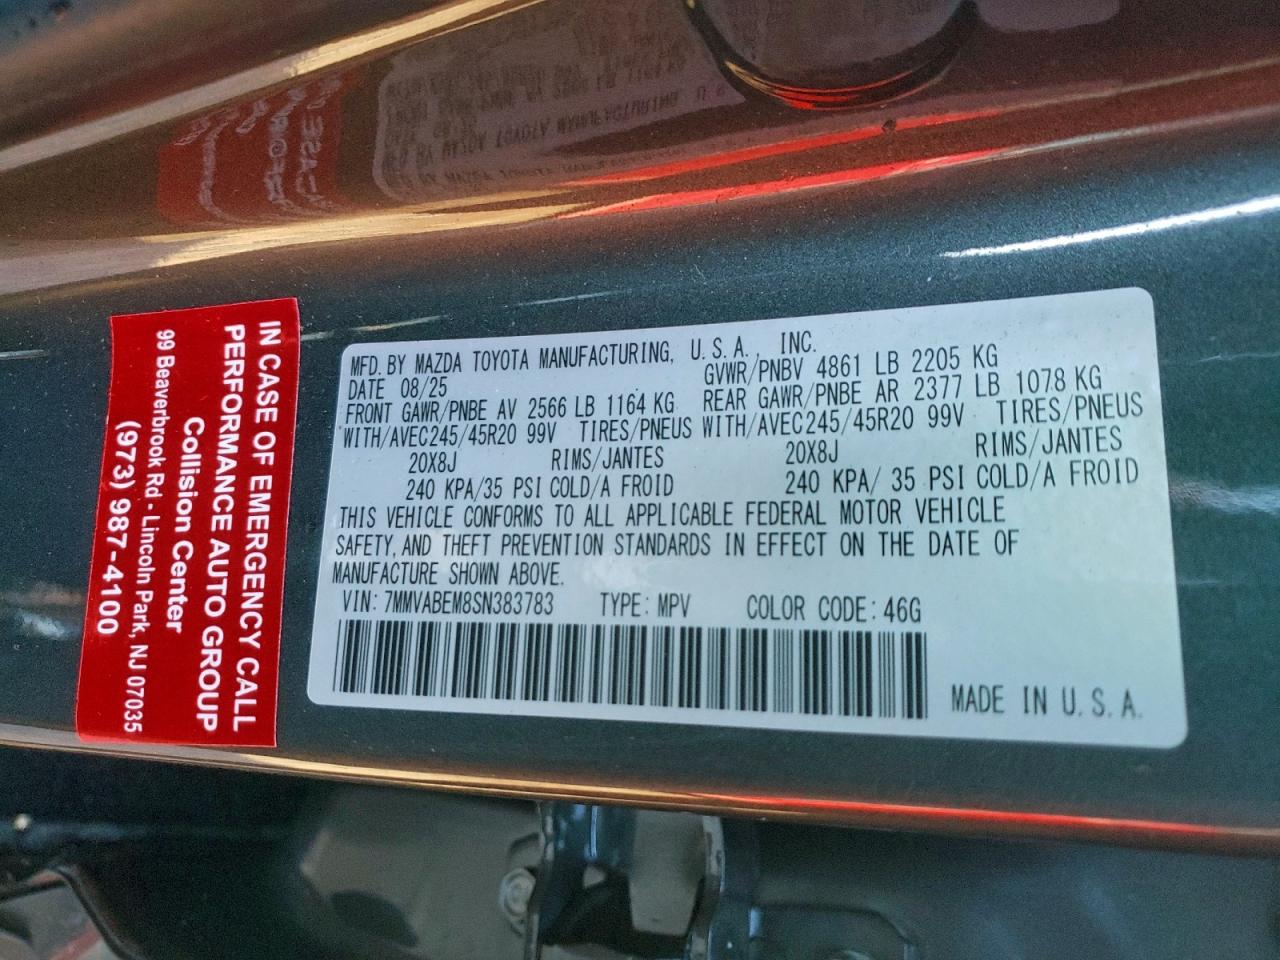 IN CASE OF EMERGENCY CALL
PERFORMANCE AUTO GROUP
Collision Center
99 Beaverbrook Rd - Lincoln Park, NJ 07035
(973) 987-4100
MFD. BY MAZDA TOYOTA MANUFACTURING, U.S.A. INC.
DATE 08/25 GVWR/PNBV 4861 LB 2205 KG
FRONT GAWR/PNBE AV 2566 LB 1164 KG REAR GAWR/PNBE AR 2377 LB 1078 KG
WITH/AVEC 245/45R20 99V TIRES/PNEUS WITH/AVEC 245/45R20 99V TIRES/PNEUS
20X8J RIMS/JANTES 20X8J RIMS/JANTES
240 KPA/35 PSI COLD/A FROID 240 KPA/ 35 PSI COLD/A FROID
THIS VEHICLE CONFORMS TO ALL APPLICABLE FEDERAL MOTOR VEHICLE
SAFETY, AND THEFT PREVENTION STANDARDS IN EFFECT ON THE DATE OF
MANUFACTURE SHOWN ABOVE.
VIN: 7MMVABEM8SN383783 TYPE: MPV COLOR CODE: 46G
MADE IN U.S.A.